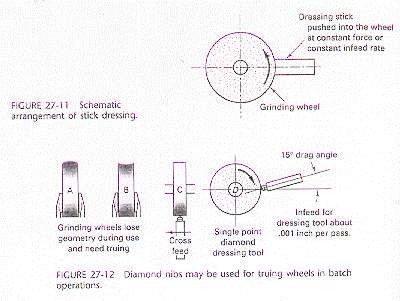 Dressing stick
pushed into the wheel
at constant force or
constant infeed rate
Grinding wheel
FIGURE 27-11 Schematic
arrangement of stick dressing.
15° drag angle
A
B
C
D
Grinding wheels lose
geometry during use
and need truing
Cross
feed
Single point
diamond
dressing tool
Infeed for
dressing tool about
.001 inch per pass.
FIGURE 27-12 Diamond nibs may be used for truing wheels in batch
operations.